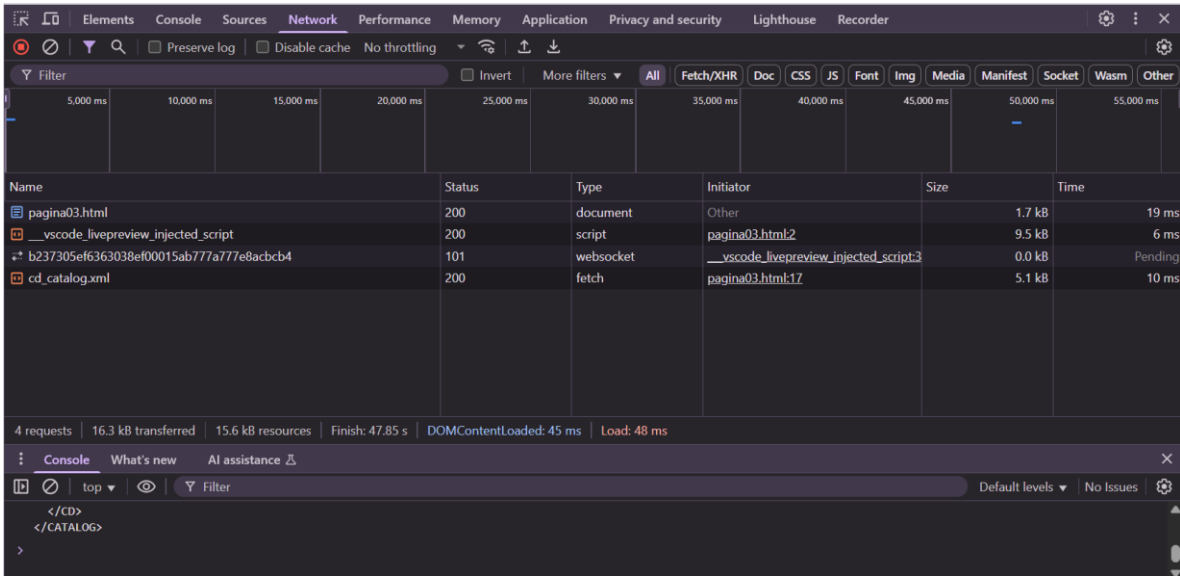 Elements Console Sources Network Performance Memory Application Privacy and security Lighthouse Recorder
Preserve log Disable cache No throttling
Filter Invert More filters All Fetch/XHR Doc CSS JS Font Img Media Manifest Socket Wasm Other
5,000 ms 10,000 ms 15,000 ms 20,000 ms 25,000 ms 30,000 ms 35,000 ms 40,000 ms 45,000 ms 50,000 ms 55,000 ms
Name Status Type Initiator Size Time
pagina03.html 200 document Other 1.7 kB 19 ms
__vscode_livepreview_injected_script 200 script pagina03.html:2 9.5 kB 6 ms
b237305ef6363038ef00015ab777a777e8acbcb4 101 websocket __vscode_livepreview_injected_script:3 0.0 kB Pending
cd_catalog.xml 200 fetch pagina03.html:17 5.1 kB 10 ms
4 requests 16.3 kB transferred 15.6 kB resources Finish: 47.85 s DOMContentLoaded: 45 ms Load: 48 ms
Console What's new AI assistance
top Filter Default levels No Issues
</CD>
</CATALOG>
>